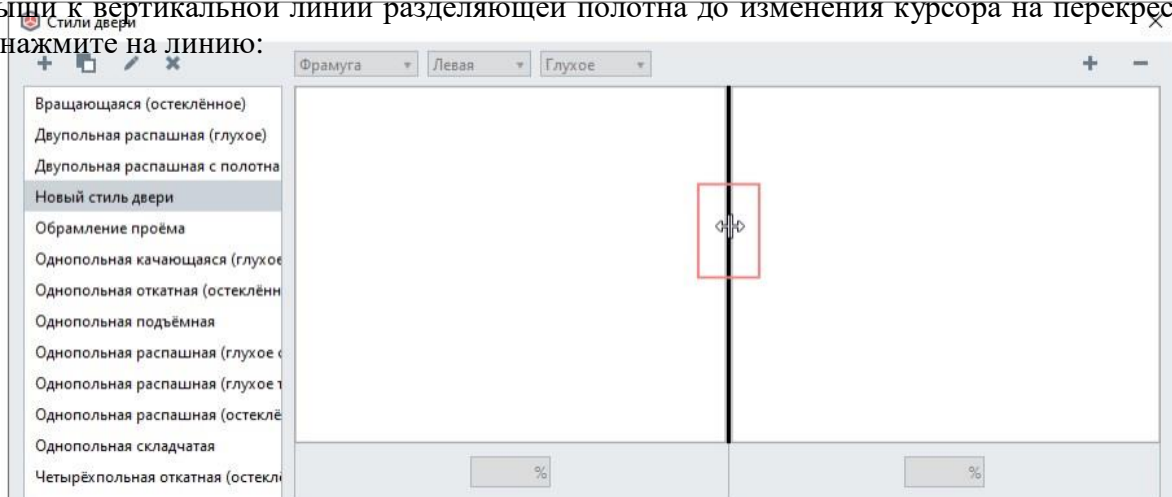 к вертикальной линии разделяющей полотна до изменения курсора на
нажмите на линию:
Стили двери
Фрамуга Левая Глухое
Вращающаяся (остеклённое)
Двупольная распашная (глухое)
Двупольная распашная с полотна
Новый стиль двери
Обрамление проёма
Однопольная качающаяся (глухое
Однопольная откатная (остеклённ
Однопольная подъёмная
Однопольная распашная (глухое
Однопольная распашная (глухое
Однопольная распашная (остеклё
Однопольная складчатая
Четырёхпольная откатная (остекл
% %